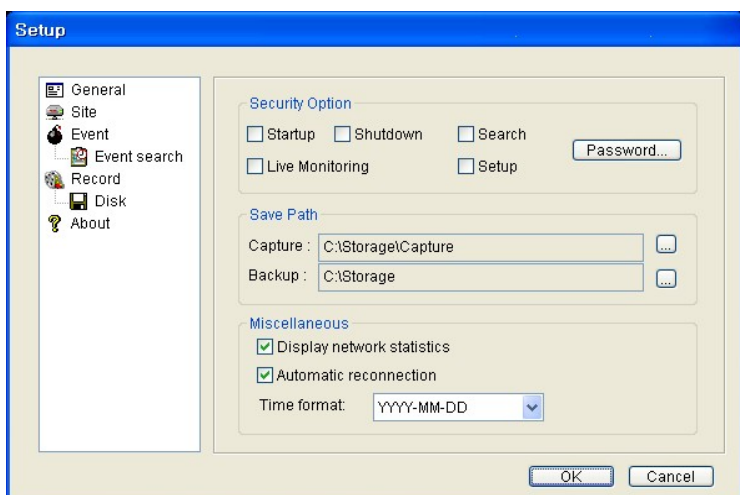 Setup
General
Site
Event
Event search
Record
Disk
About
Security Option
Startup Shutdown Search
Live Monitoring Setup
Password...
Save Path
Capture : C:\Storage\Capture ...
Backup : C:\Storage ...
Miscellaneous
Display network statistics
Automatic reconnection
Time format: YYYY-MM-DD
OK Cancel